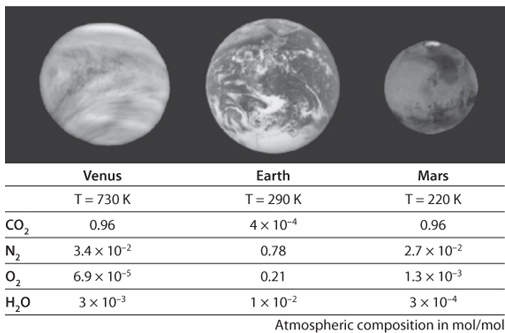 Venus Earth Mars
T = 730 K T = 290 K T = 220 K
CO₂ 0.96 4 × 10⁻⁴ 0.96
N₂ 3.4 × 10⁻² 0.78 2.7 × 10⁻²
O₂ 6.9 × 10⁻⁵ 0.21 1.3 × 10⁻³
H₂O 3 × 10⁻³ 1 × 10⁻² 3 × 10⁻⁴
Atmospheric composition in mol/mol